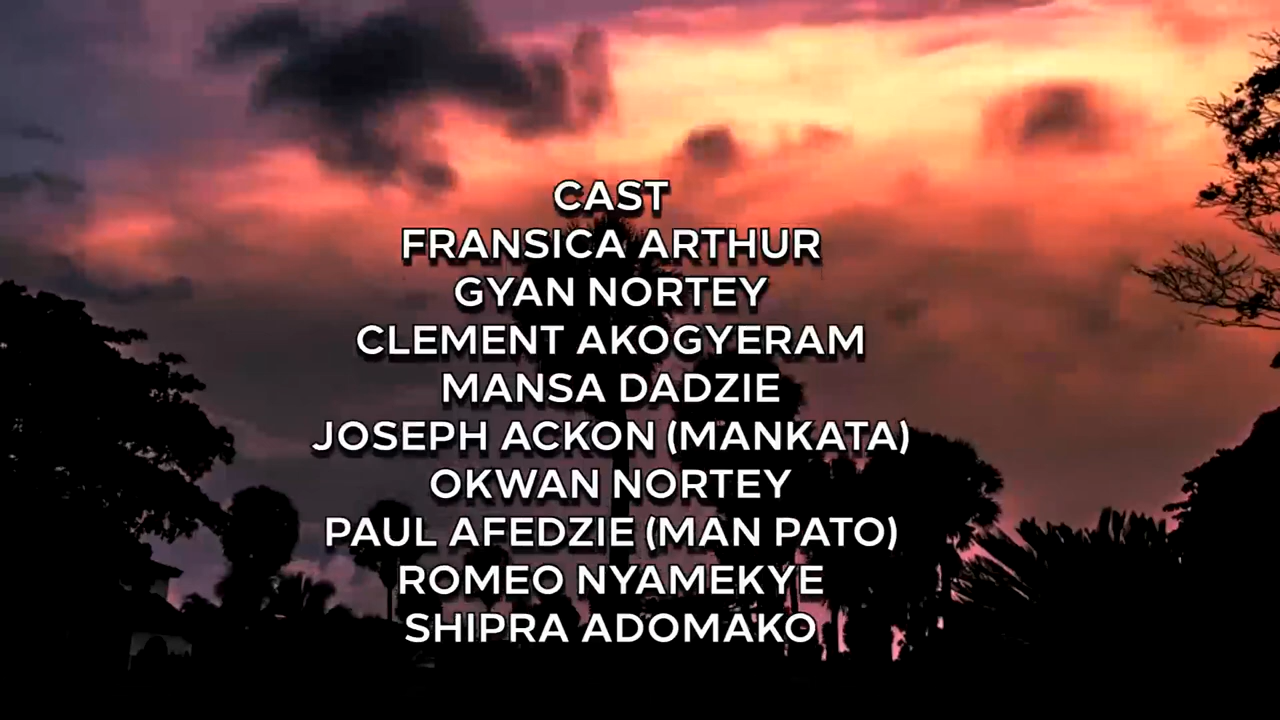 CAST
FRANSICA ARTHUR
GYAN NORTEY
CLEMENT AKOGYERAM
MANSA DADZIE
JOSEPH ACKON (MANKATA)
OKWAN NORTEY
PAUL AFEDZIE (MAN PATO)
ROMEO NYAMEKYE
SHIPRA ADOMAKO